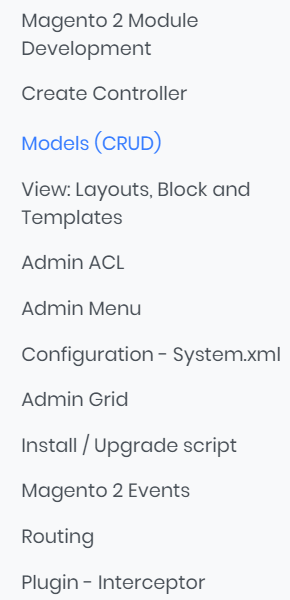 Magento 2 Module
Development
Create Controller
Models (CRUD)
View: Layouts, Block and
Templates
Admin ACL
Admin Menu
Configuration - System.xml
Admin Grid
Install / Upgrade script
Magento 2 Events
Routing
Plugin - Interceptor